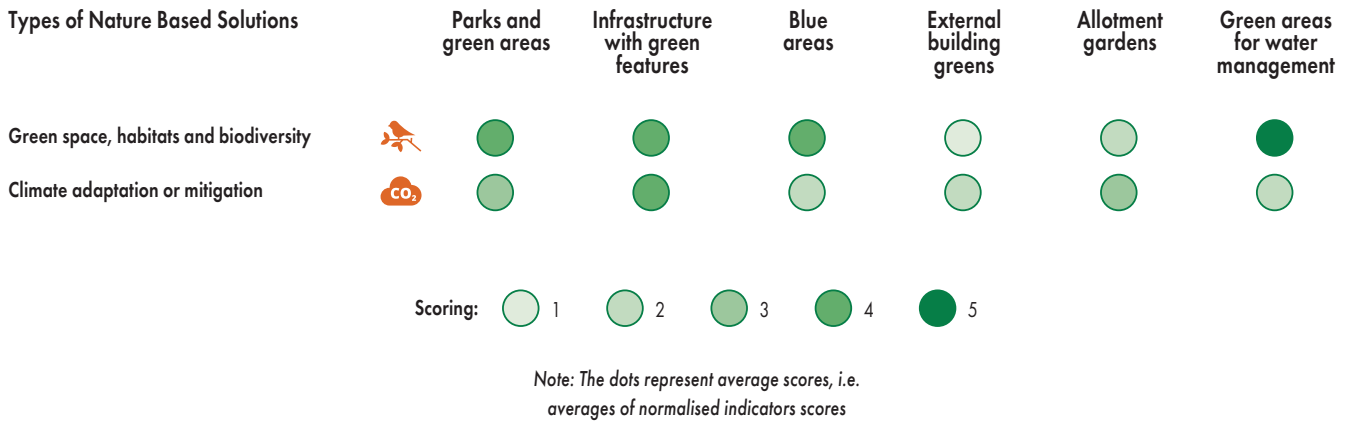 Types of Nature Based Solutions
Parks and
green areas
Infrastructure
with green
features
Blue
areas
External
building
greens
Allotment
gardens
Green areas
for water
management
Green space, habitats and biodiversity
Climate adaptation or mitigation
CO₂
Scoring: 1 2 3 4 5
Note: The dots represent average scores, i.e.
averages of normalised indicators scores